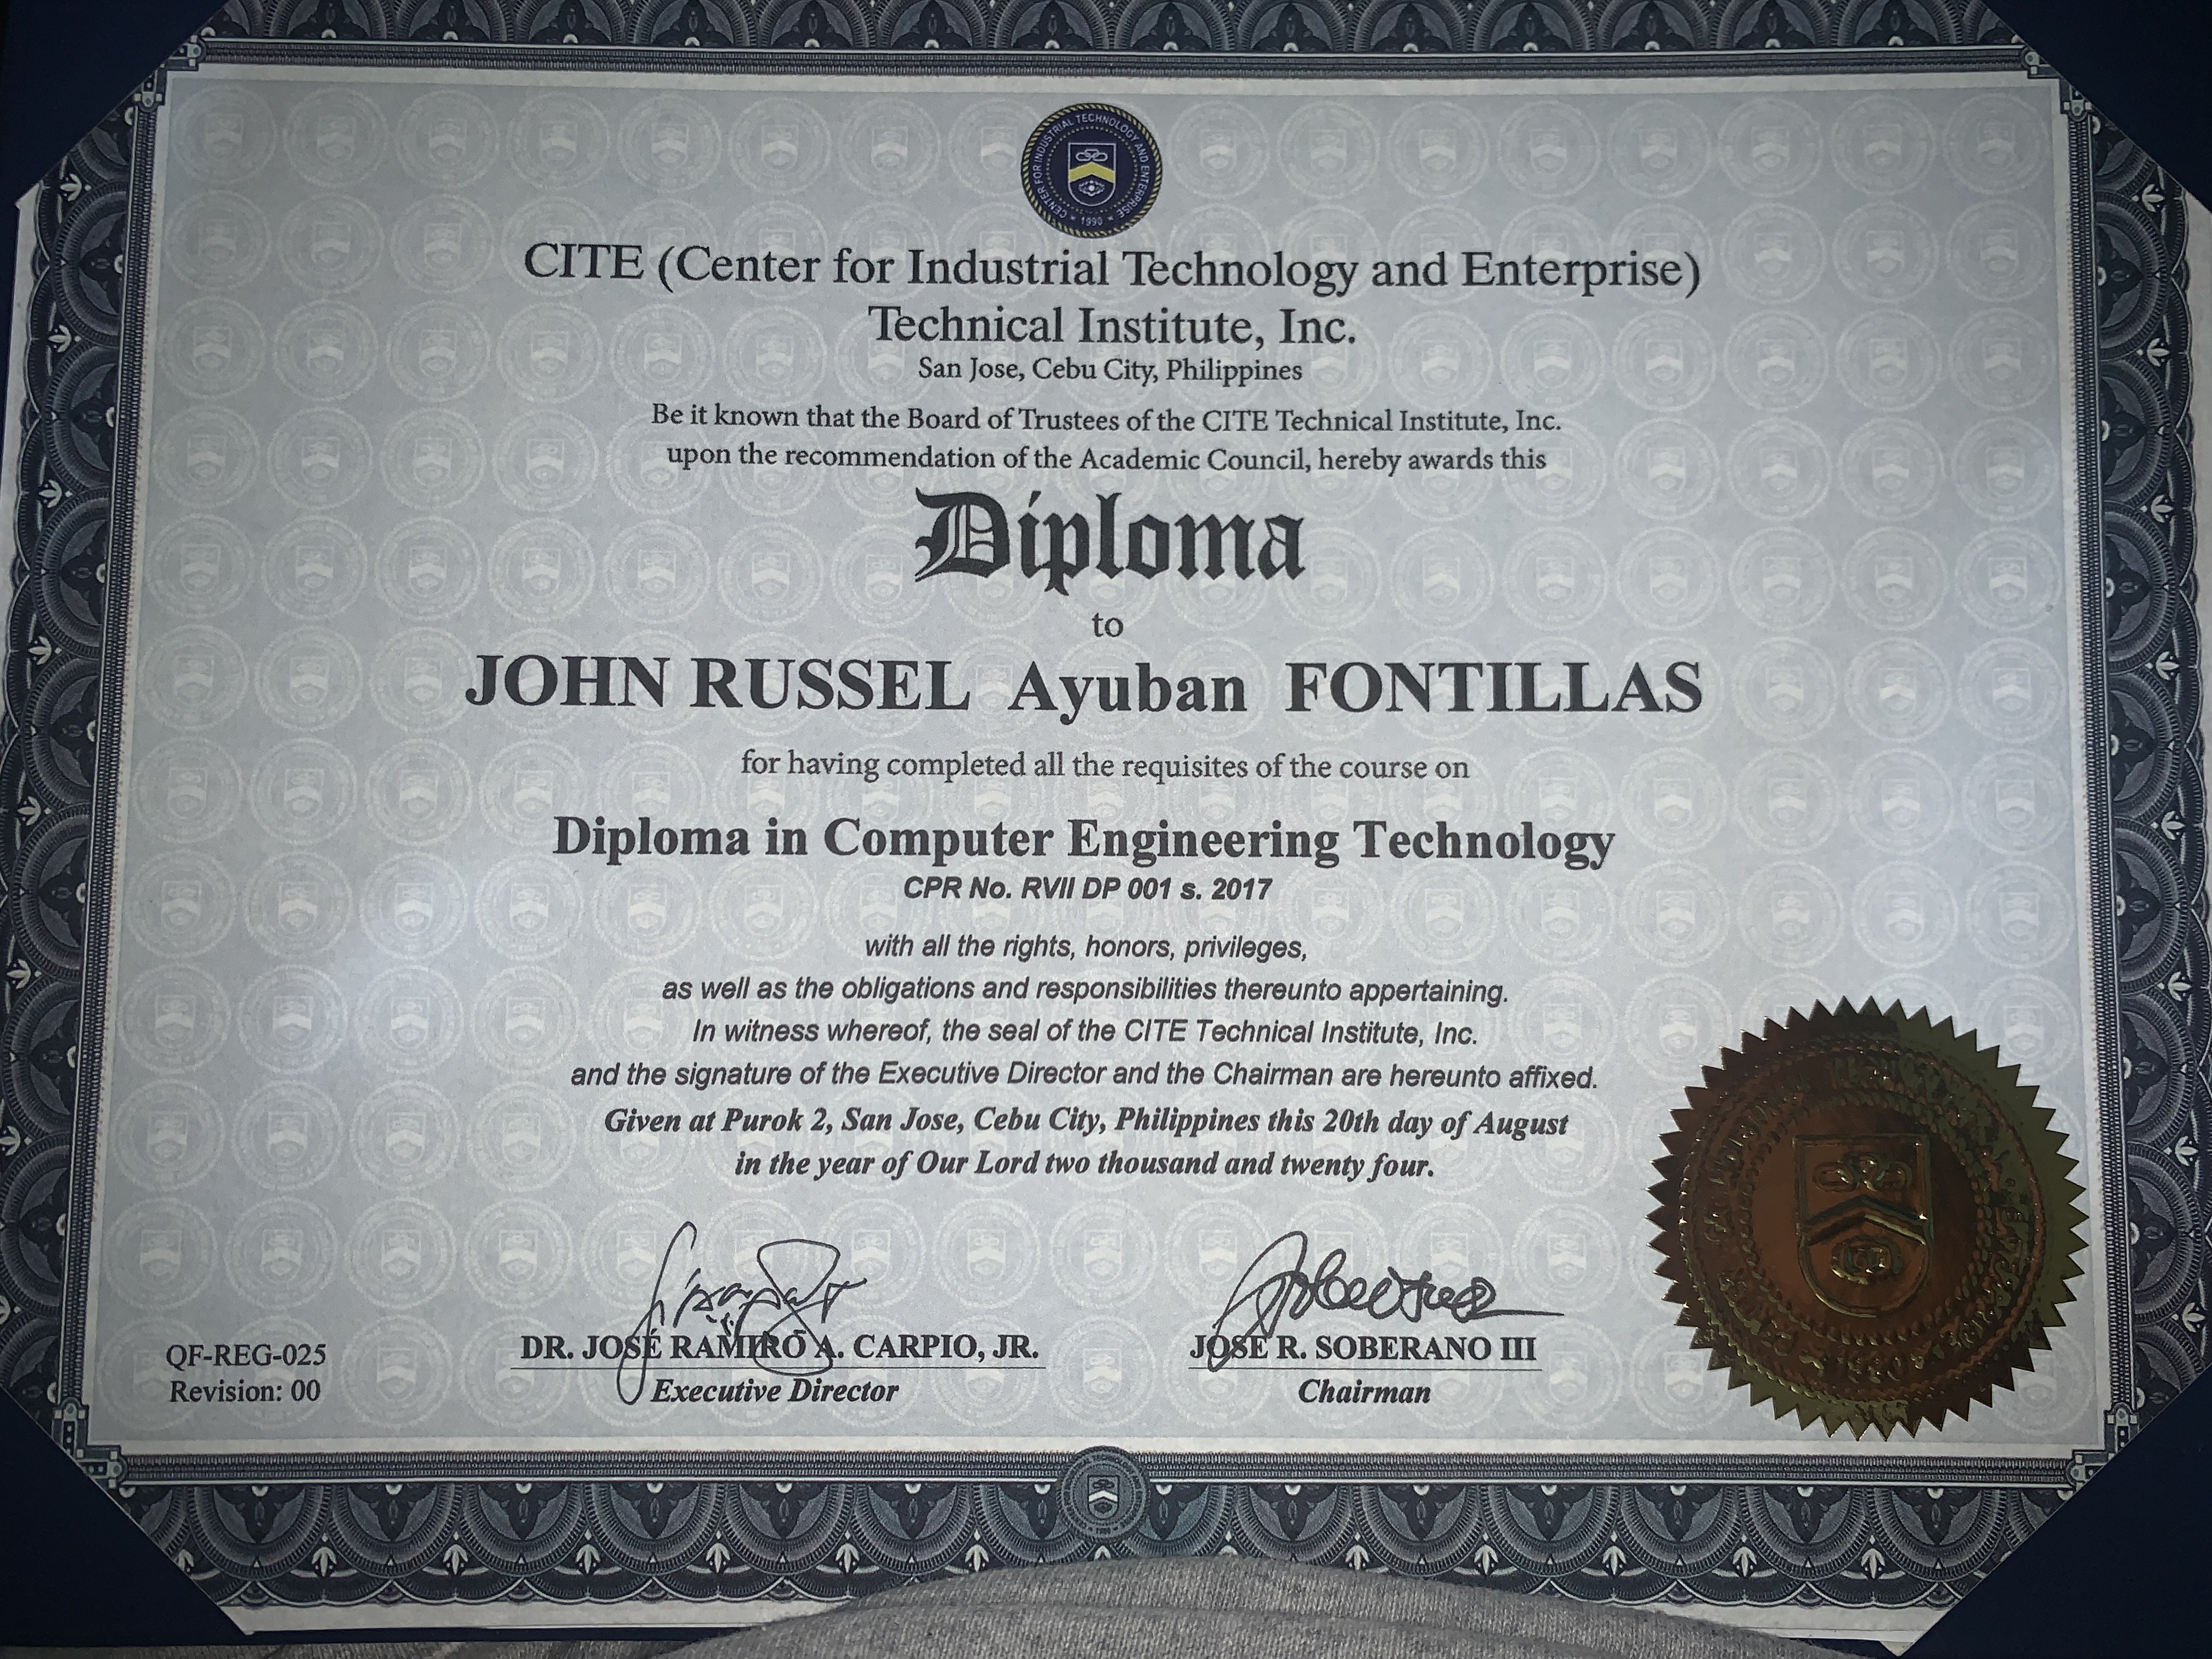 CENTER FOR INDUSTRIAL TECHNOLOGY AND ENTERPRISE
1990
CITE (Center for Industrial Technology and Enterprise)
Technical Institute, Inc.
San Jose, Cebu City, Philippines
Be it known that the Board of Trustees of the CITE Technical Institute, Inc.
upon the recommendation of the Academic Council, hereby awards this
Diploma
to
JOHN RUSSEL Ayuban FONTILLAS
for having completed all the requisites of the course on
Diploma in Computer Engineering Technology
CPR No. RVII DP 001 s. 2017
with all the rights, honors, privileges,
as well as the obligations and responsibilities thereunto appertaining.
In witness whereof, the seal of the CITE Technical Institute, Inc.
and the signature of the Executive Director and the Chairman are hereunto affixed.
Given at Purok 2, San Jose, Cebu City, Philippines this 20th day of August
in the year of Our Lord two thousand and twenty four.
DR. JOSÉ RAMIRO A. CARPIO, JR.
Executive Director
JOSE R. SOBERANO III
Chairman
QF-REG-025
Revision: 00